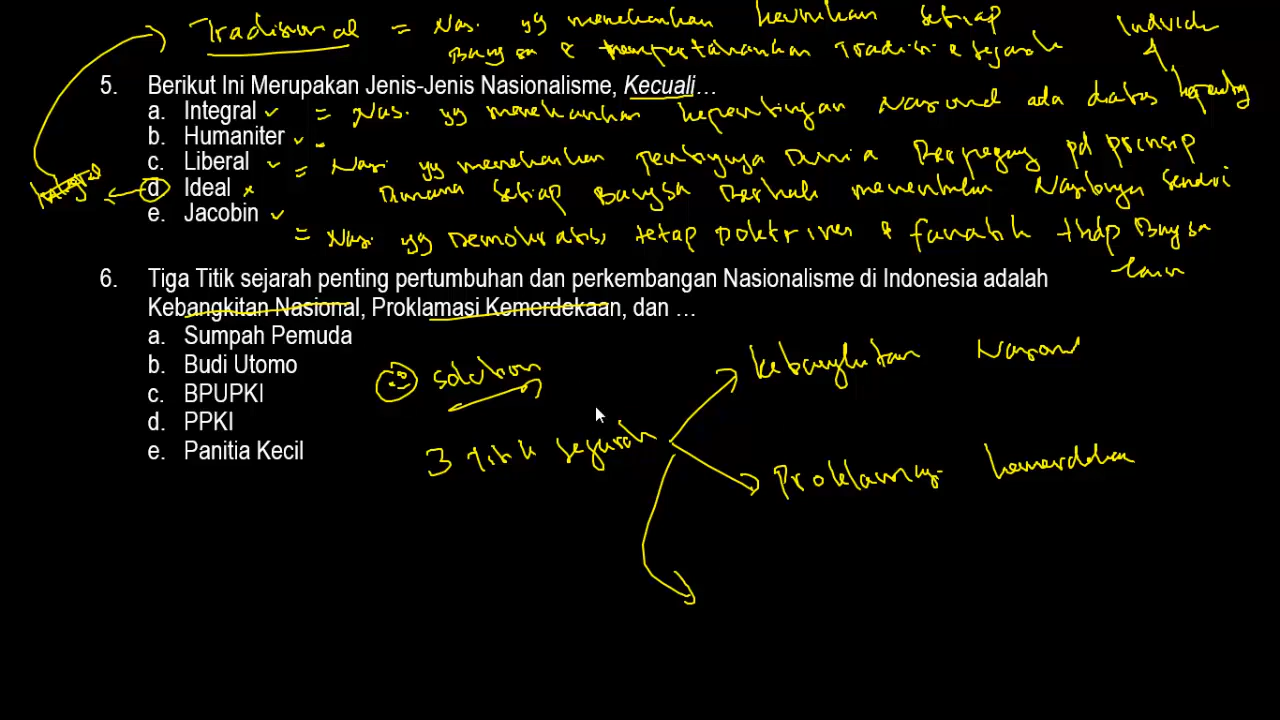 Tradisional = Nas. yg menekankan keunikan setiap
Bangsa & mempertahankan Tradisi & sejarah
Individu
5. Berikut Ini Merupakan Jenis-Jenis Nasionalisme, Kecuali…
a. Integral = Nas. yg menekankan kepentingan Nasional ada diatas
b. Humaniter
c. Liberal = Nas. yg menekankan pentingnya Dunia Berpegang pd prinsip
d. Ideal Dimana setiap Bangsa Berhak menentukan Nasibnya sendiri
e. Jacobin
= Nas. yg Demokratis, tetap Doktriner & fanatik thdp Bangsa
lain
6. Tiga Titik sejarah penting pertumbuhan dan perkembangan Nasionalisme di Indonesia adalah
Kebangkitan Nasional, Proklamasi Kemerdekaan, dan …
a. Sumpah Pemuda
b. Budi Utomo
c. BPUPKI
d. PPKI
e. Panitia Kecil
solution
3 Titik sejarah
Kebangkitan Nasional
Proklamasi kemerdekaan